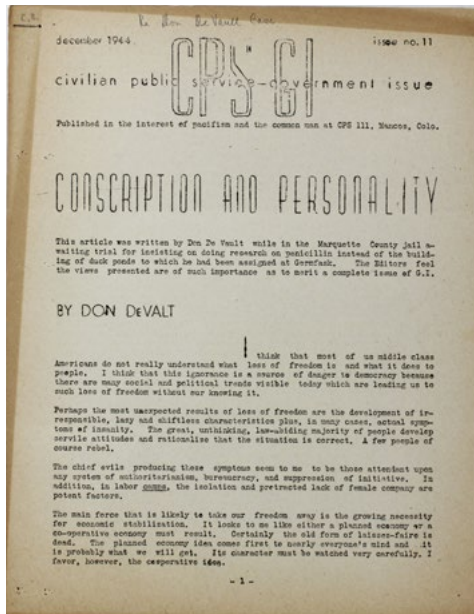 C.R.
Re Don DeVault Case
december 1944
issue no. 11
CPS GI
civilian public service—government issue
Published in the interest of pacifism and the common man at CPS 111, Mancos, Colo.
CONSCRIPTION AND PERSONALITY
This article was written by Don De Vault while in the Marquette County jail a-
waiting trial for insisting on doing research on penicillin instead of the build-
ing of duck ponds to which he had been assigned at Germfask. The Editors feel
the views presented are of such importance as to merit a complete issue of G.I.
BY DON DEVALT
I think that most of us middle class
Americans do not really understand what loss of freedom is and what it does to
people. I think that this ignorance is a source of danger to democracy because
there are many social and political trends visible today which are leading us to
such loss of freedom without our knowing it.
Perhaps the most unexpected results of loss of freedom are the development of ir-
responsible, lazy and shiftless characteristics plus, in many cases, actual symp-
toms of insanity. The great, unthinking, law-abiding majority of people develop
servile attitudes and rationalize that the situation is correct. A few people of
course rebel.
The chief evils producing these symptoms seem to me to be those attendant upon
any system of authoritarianism, bureaucracy, and suppression of initiative. In
addition, in labor camps, the isolation and protracted lack of female company are
potent factors.
The main force that is likely to take our freedom away is the growing necessity
for economic stabilization. It looks to me like either a planned economy or a
co-operative economy must result. Certainly the old form of laissez-faire is
dead. The planned economy idea comes first to nearly everyone's mind and it
is probably what we will get. Its character must be watched very carefully. I
favor, however, the cooperative idea.
- 1 -